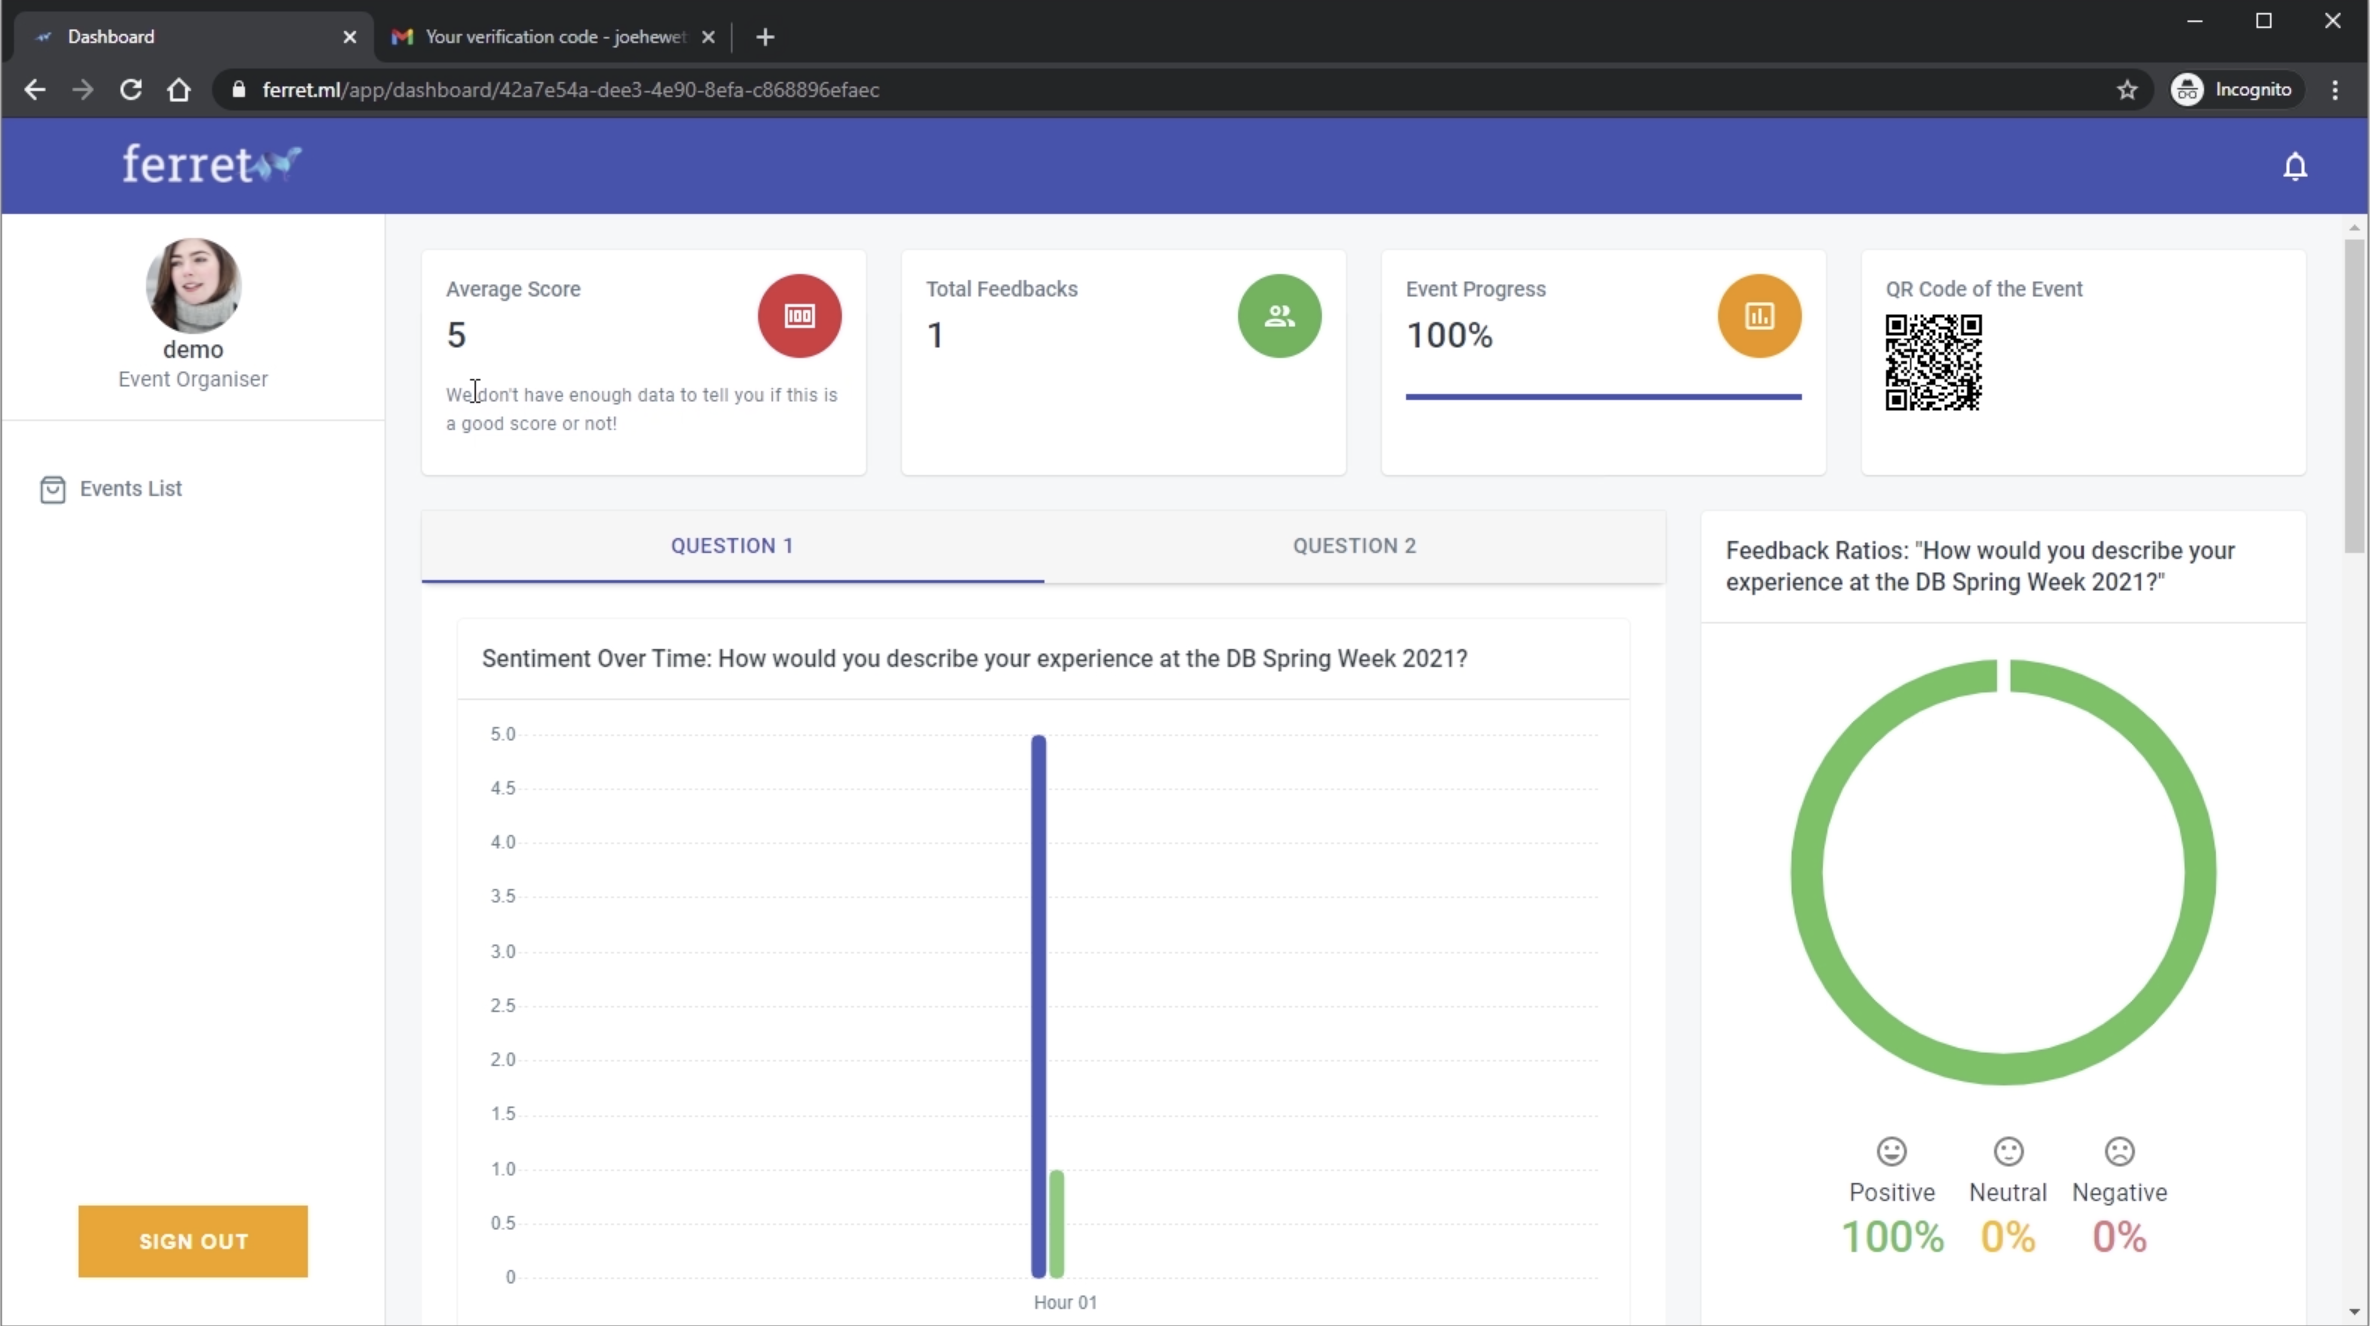 Dashboard
Your verification code - joehewet
ferret.ml/app/dashboard/42a7e54a-dee3-4e90-8efa-c868896efaec
Incognito
ferret
demo
Event Organiser
Events List
SIGN OUT
Average Score
5
We don't have enough data to tell you if this is
a good score or not!
Total Feedbacks
1
Event Progress
100%
QR Code of the Event
QUESTION 1
QUESTION 2
Sentiment Over Time: How would you describe your experience at the DB Spring Week 2021?
5.0
4.5
4.0
3.5
3.0
2.5
2.0
1.5
1.0
0.5
0
Hour 01
Feedback Ratios: "How would you describe your
experience at the DB Spring Week 2021?"
Positive
100%
Neutral
0%
Negative
0%